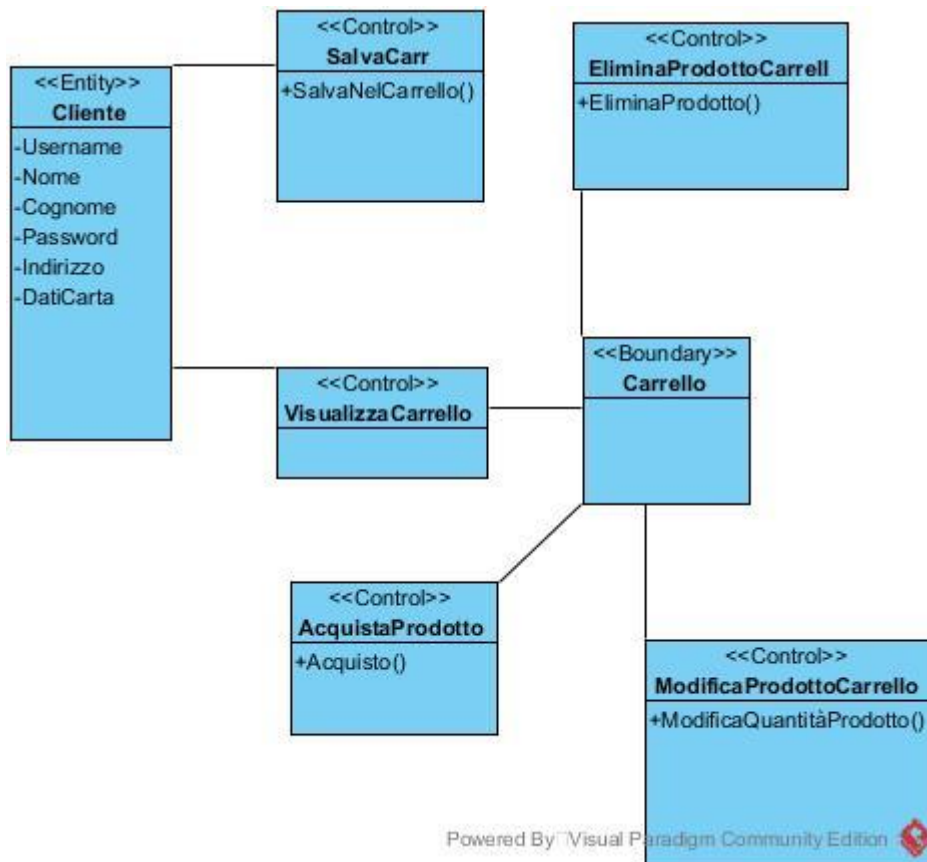 <<Entity>>
Cliente
-Username
-Nome
-Cognome
-Password
-Indirizzo
-DatiCarta
<<Control>>
SalvaCarr
+SalvaNelCarrello()
<<Control>>
EliminaProdottoCarrell
+EliminaProdotto()
<<Control>>
VisualizzaCarrello
<<Boundary>>
Carrello
<<Control>>
AcquistaProdotto
+Acquisto()
<<Control>>
ModificaProdottoCarrello
+ModificaQuantitàProdotto()
Powered By Visual Paradigm Community Edition